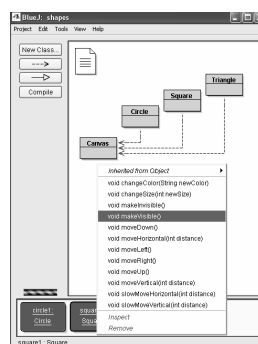 BlueJ: shapes
Project Edit Tools View Help
New Class...
Compile
Triangle
Square
Circle
Canvas
inherited from Object
void changeColor(String newColor)
void changeSize(int newSize)
void makeInvisible()
void makeVisible()
void moveDown()
void moveHorizontal(int distance)
void moveLeft()
void moveRight()
void moveUp()
void moveVertical(int distance)
void slowMoveHorizontal(int distance)
void slowMoveVertical(int distance)
Inspect
Remove
circle1:
Circle
squar
Squa
square1 : Square